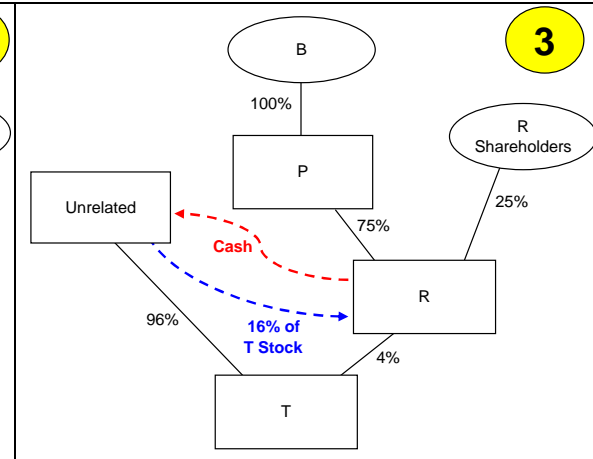 3
B
100%
P
R
Shareholders
Unrelated
25%
75%
Cash
R
16% of
T Stock
96%
4%
T